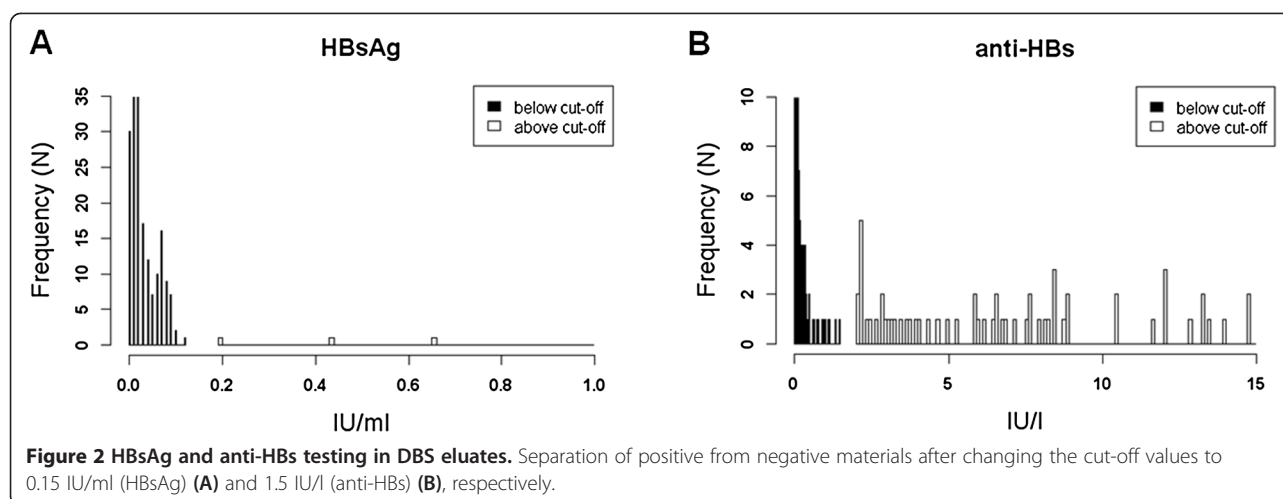 A
HBsAg
Frequency (N)
35
30
25
20
15
10
5
0
below cut-off
above cut-off
0.0 0.2 0.4 0.6 0.8 1.0
IU/ml
B
anti-HBs
Frequency (N)
10
8
6
4
2
0
below cut-off
above cut-off
0 5 10 15
IU/l
Figure 2 HBsAg and anti-HBs testing in DBS eluates. Separation of positive from negative materials after changing the cut-off values to
0.15 IU/ml (HBsAg) (A) and 1.5 IU/l (anti-HBs) (B), respectively.